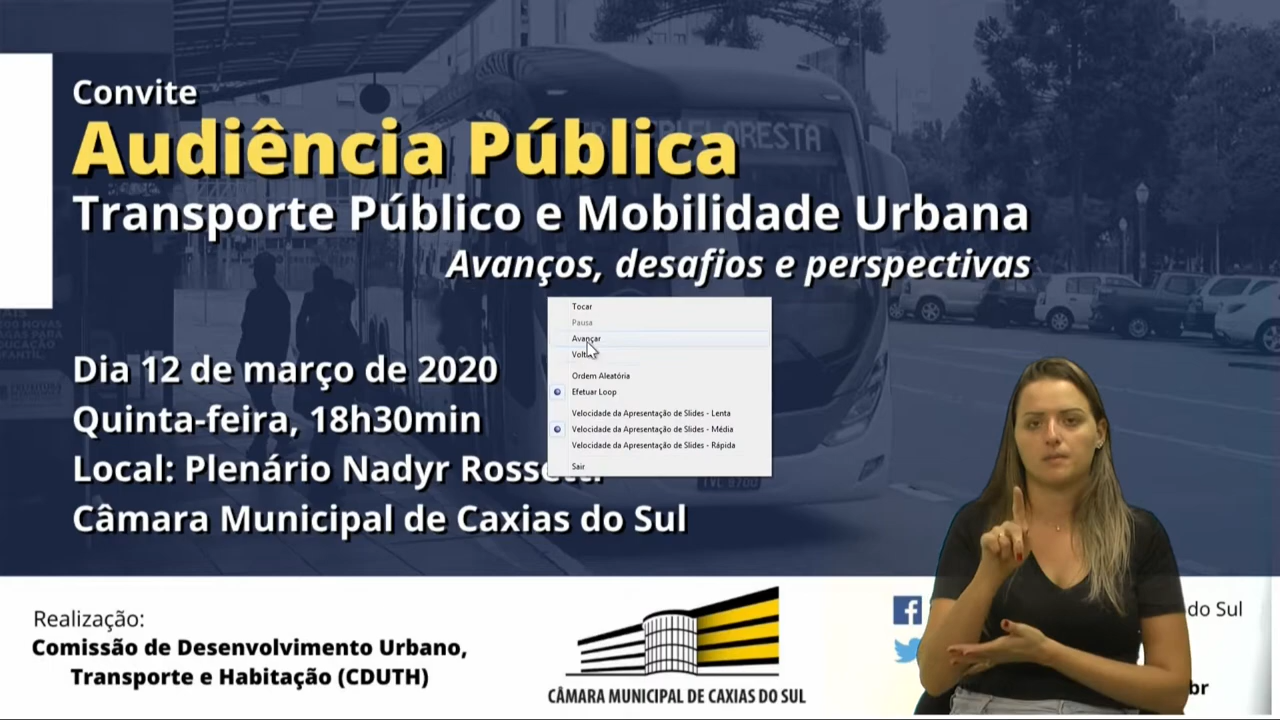 Convite
Audiência Pública
Transporte Público e Mobilidade Urbana
Avanços, desafios e perspectivas
Tocar
Pausa
Avançar
Ordem Aleatória
Efetuar Loop
Velocidade da Apresentação de Slides - Lenta
Velocidade da Apresentação de Slides - Média
Velocidade da Apresentação de Slides - Rápida
Sair
Dia 12 de março de 2020
Quinta-feira, 18h30min
Local: Plenário Nadyr
Câmara Municipal de Caxias do Sul
Realização:
Comissão de Desenvolvimento Urbano,
Transporte e Habitação (CDUTH)
CÂMARA MUNICIPAL DE CAXIAS DO SUL
do Sul
br